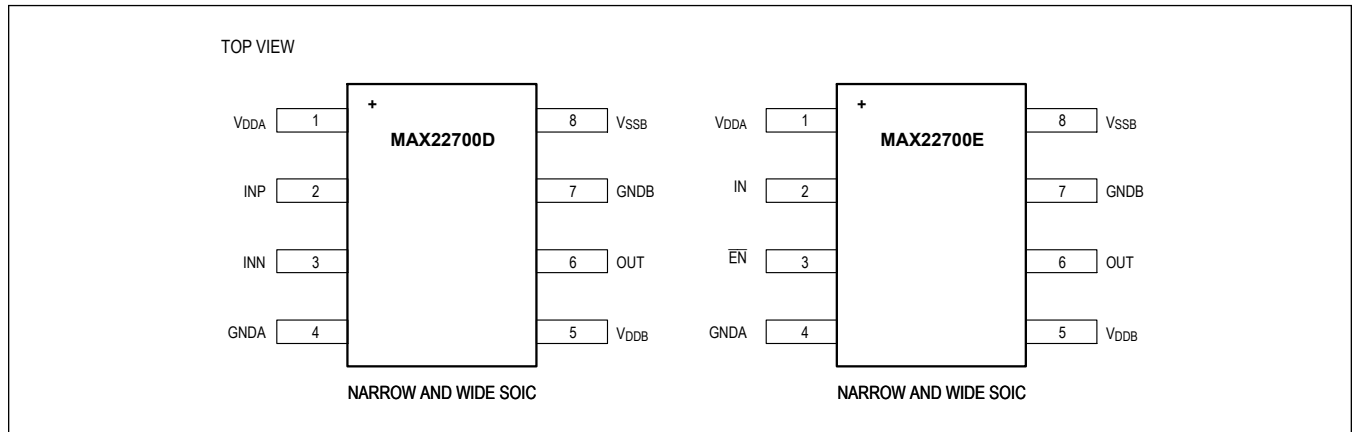 TOP VIEW
+
MAX22700D
VDDA 1
INP 2
INN 3
GNDA 4
8 VSSB
7 GNDB
6 OUT
5 VDDB
NARROW AND WIDE SOIC
+
MAX22700E
VDDA 1
IN 2
E̅N̅ 3
GNDA 4
8 VSSB
7 GNDB
6 OUT
5 VDDB
NARROW AND WIDE SOIC